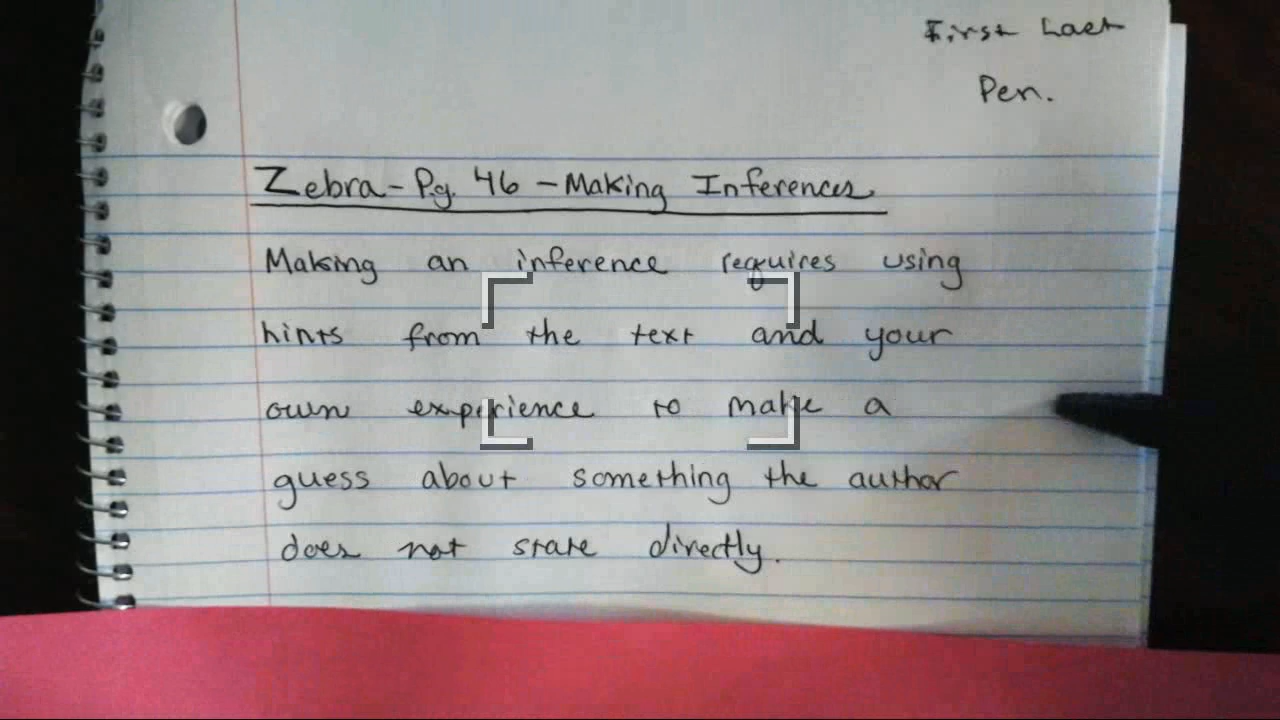 First Last
Pen.
Zebra - Pg. 46 - Making Inferences
Making an inference requires using
hints from the text and your
own experience to make a
guess about something the author
does not state directly.